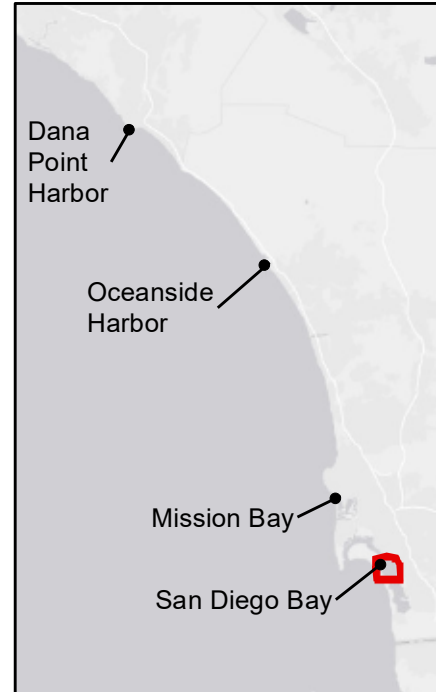 Dana
Point
Harbor
Oceanside
Harbor
Mission Bay
San Diego Bay